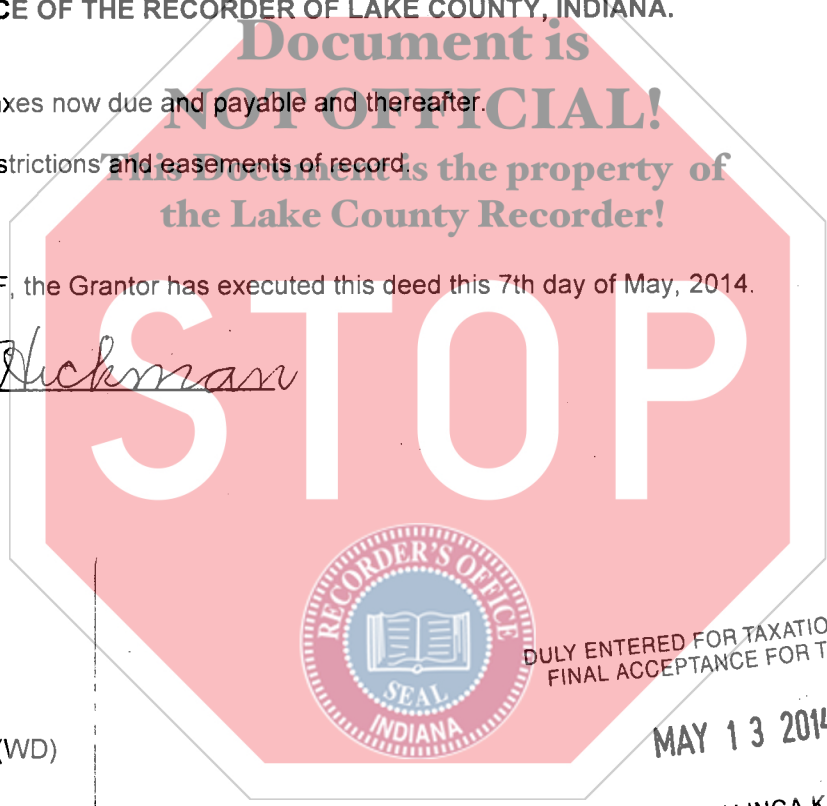 CE OF THE RECORDER OF LAKE COUNTY, INDIANA.
Document is
axes now due and payable and thereafter.
NOT OFFICIAL!
strictions and easements of record.
This Document is the property of
the Lake County Recorder!
F, the Grantor has executed this deed this 7th day of May, 2014.
STOP
Hickman
RECORDER'S OFFICE
SEAL
INDIANA
DULY ENTERED FOR TAXATIO
FINAL ACCEPTANCE FOR T
MAY 13 2014
(WD)